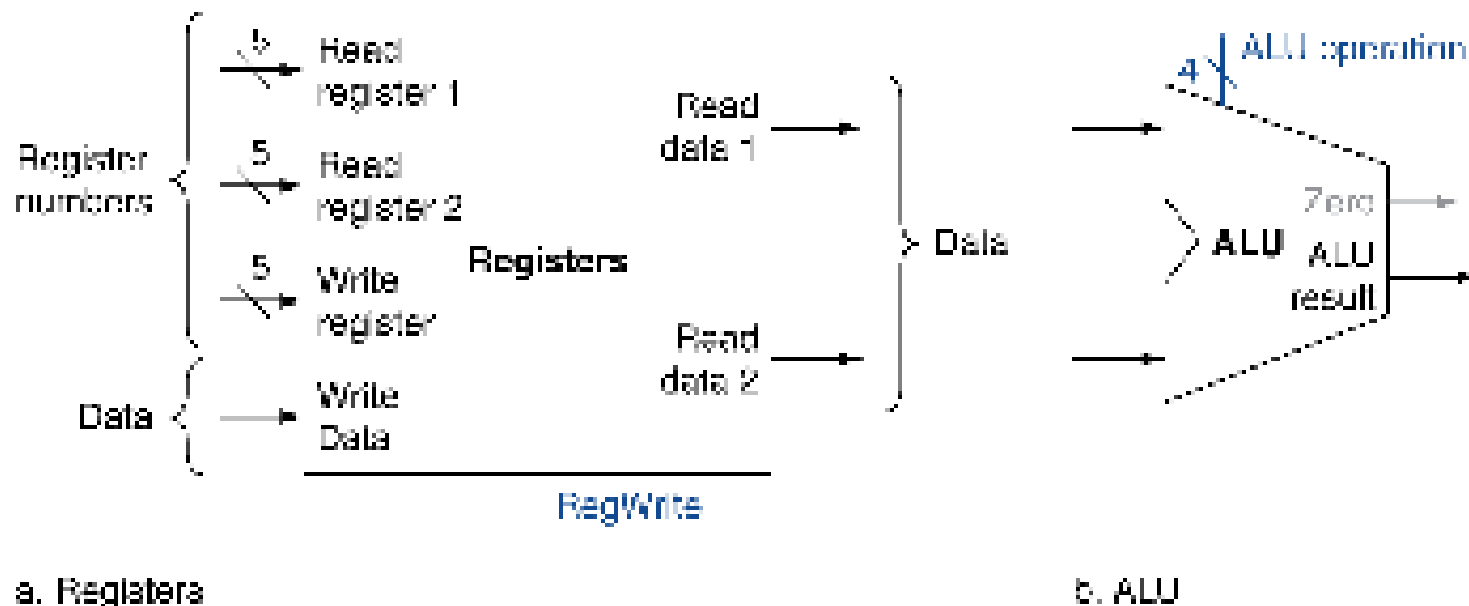 Register
numbers
Data
5
Read
register 1
5
Read
register 2
5
Write
register
Write
Data
Registers
Read
data 1
Read
data 2
Data
RegWrite
a. Registers
4
ALU operation
Zero
ALU
ALU
result
b. ALU